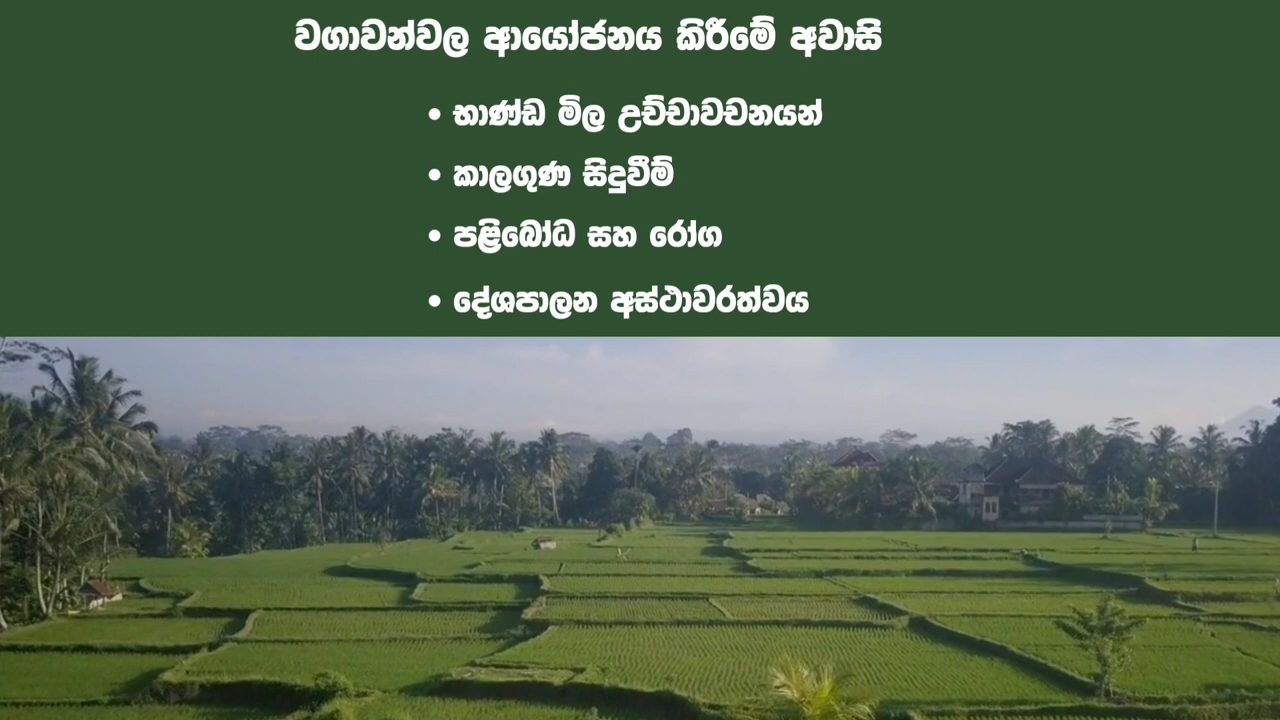 වගාවන්වල ආයෝජනය කිරීමේ අවාසි
• භාණ්ඩ මිල උච්චාවචනයන්
• කාලගුණ සිදුවීම්
• පළිබෝධ සහ රෝග
• දේශපාලන අස්ථාවරත්වය